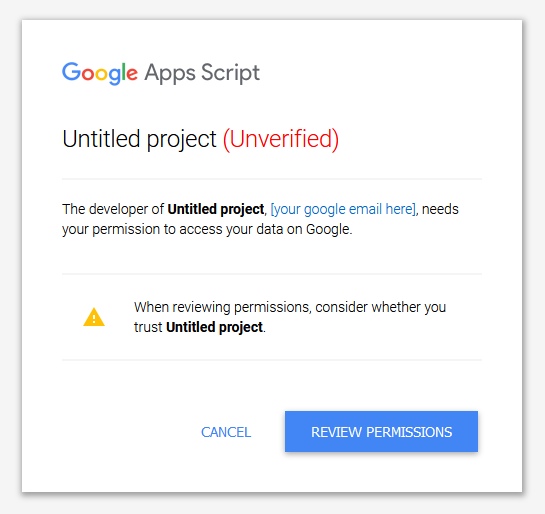 Google Apps Script
Untitled project (Unverified)
The developer of Untitled project, [your google email here], needs
your permission to access your data on Google.
When reviewing permissions, consider whether you
trust Untitled project.
CANCEL
REVIEW PERMISSIONS